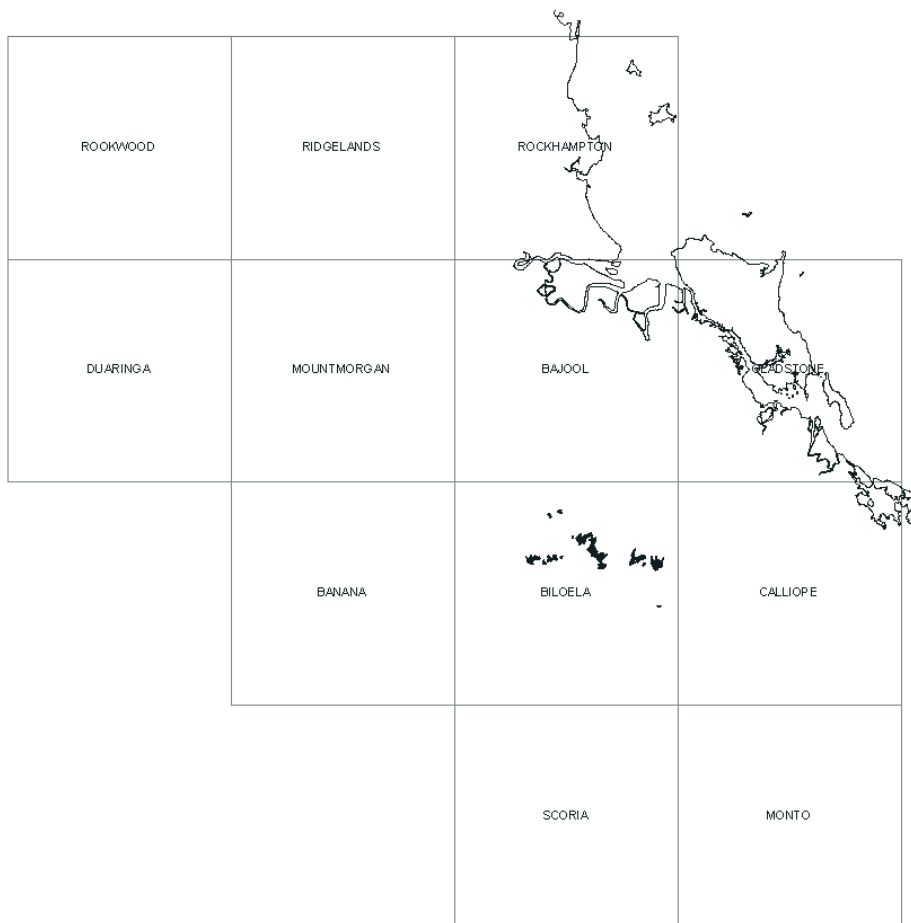 ROOKWOOD
RIDGELANDS
ROCKHAMPTON
DUARINGA
MOUNTMORGAN
BAJOOL
GLADSTONE
BANANA
BILOELA
CALLIOPE
SCORIA
MONTO